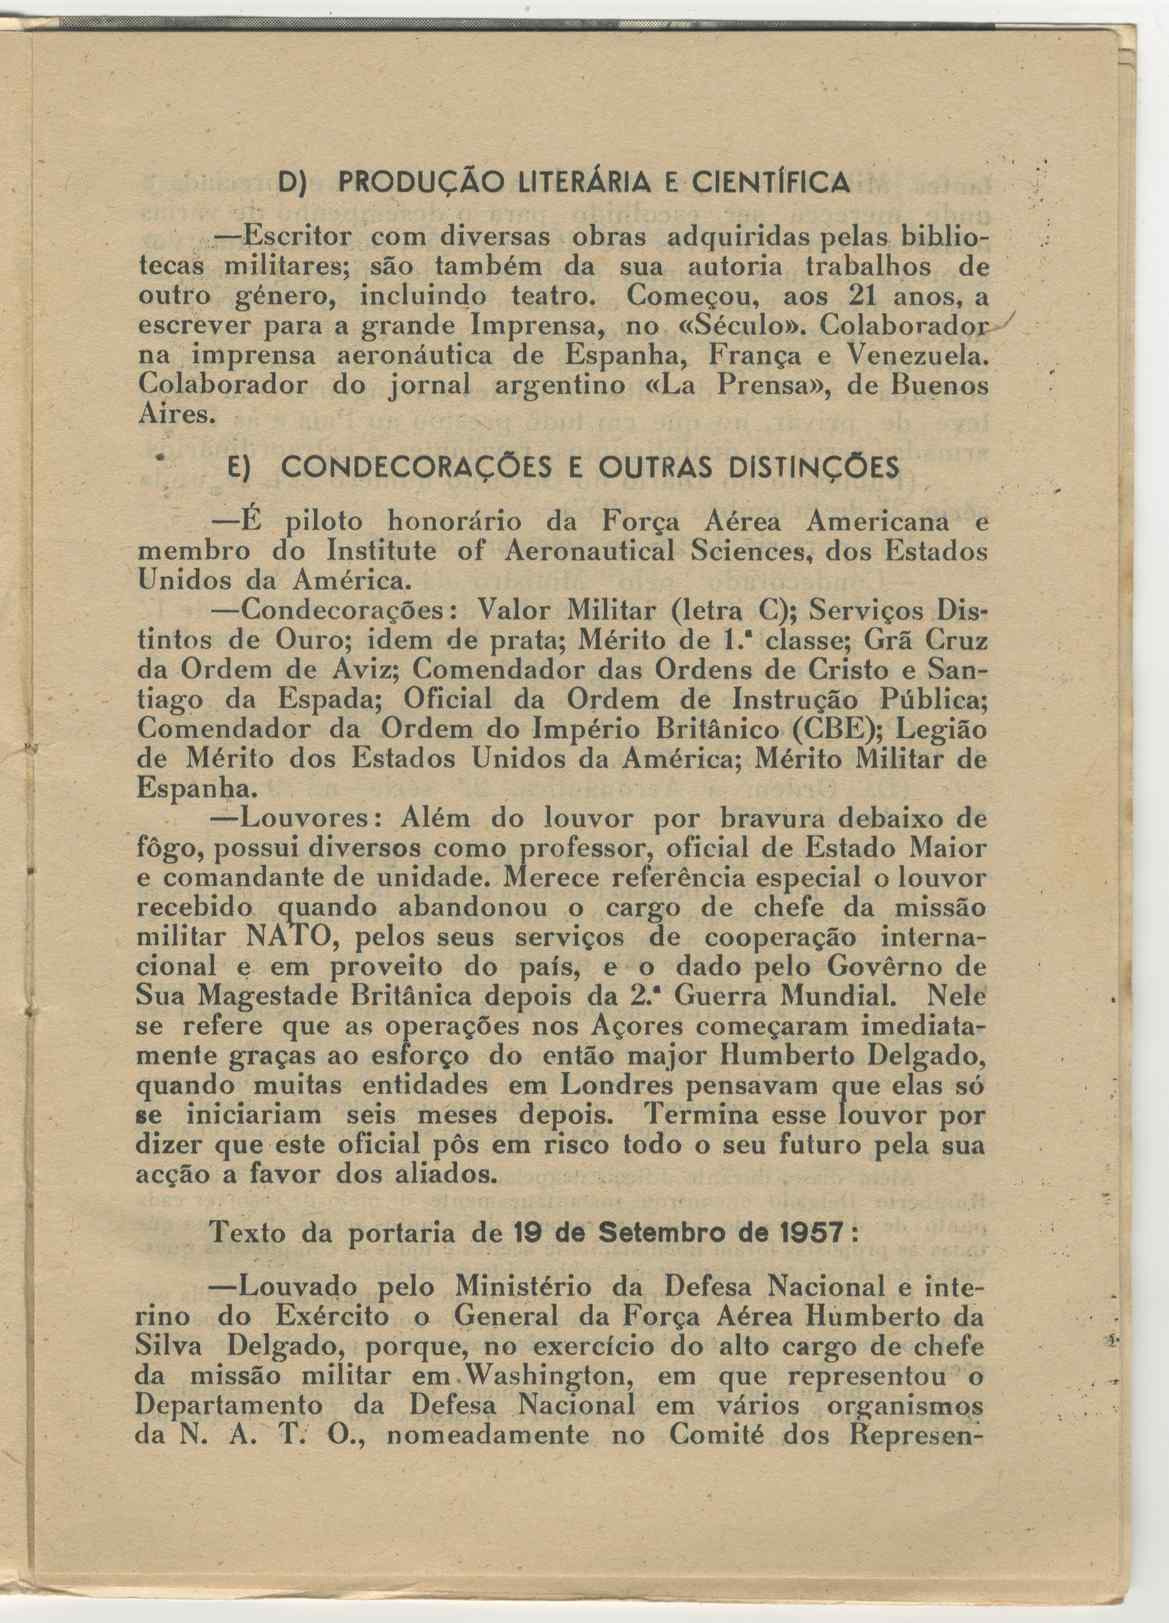 D) PRODUÇÃO LITERÁRIA E CIENTÍFICA
—Escritor com diversas obras adquiridas pelas biblio-
tecas militares; são também da sua autoria trabalhos de
outro género, incluindo teatro. Começou, aos 21 anos, a
escrever para a grande Imprensa, no «Século». Colaborador
na imprensa aeronáutica de Espanha, França e Venezuela.
Colaborador do jornal argentino «La Prensa», de Buenos
Aires.
E) CONDECORAÇÕES E OUTRAS DISTINÇÕES
—É piloto honorário da Força Aérea Americana e
membro do Institute of Aeronautical Sciences, dos Estados
Unidos da América.
—Condecorações: Valor Militar (letra C); Serviços Dis-
tintos de Ouro; idem de prata; Mérito de 1.ª classe; Grã Cruz
da Ordem de Aviz; Comendador das Ordens de Cristo e San-
tiago da Espada; Oficial da Ordem de Instrução Pública;
Comendador da Ordem do Império Britânico (CBE); Legião
de Mérito dos Estados Unidos da América; Mérito Militar de
Espanha.
—Louvores: Além do louvor por bravura debaixo de
fôgo, possui diversos como professor, oficial de Estado Maior
e comandante de unidade. Merece referência especial o louvor
recebido quando abandonou o cargo de chefe da missão
militar NATO, pelos seus serviços de cooperação interna-
cional e em proveito do país, e o dado pelo Govêrno de
Sua Magestade Britânica depois da 2.ª Guerra Mundial. Nele
se refere que as operações nos Açores começaram imediata-
mente graças ao esforço do então major Humberto Delgado,
quando muitas entidades em Londres pensavam que elas só
se iniciariam seis meses depois. Termina esse louvor por
dizer que este oficial pôs em risco todo o seu futuro pela sua
acção a favor dos aliados.
Texto da portaria de 19 de Setembro de 1957:
—Louvado pelo Ministério da Defesa Nacional e inte-
rino do Exército o General da Força Aérea Humberto da
Silva Delgado, porque, no exercício do alto cargo de chefe
da missão militar em Washington, em que representou o
Departamento da Defesa Nacional em vários organismos
da N. A. T. O., nomeadamente no Comité dos Represen-